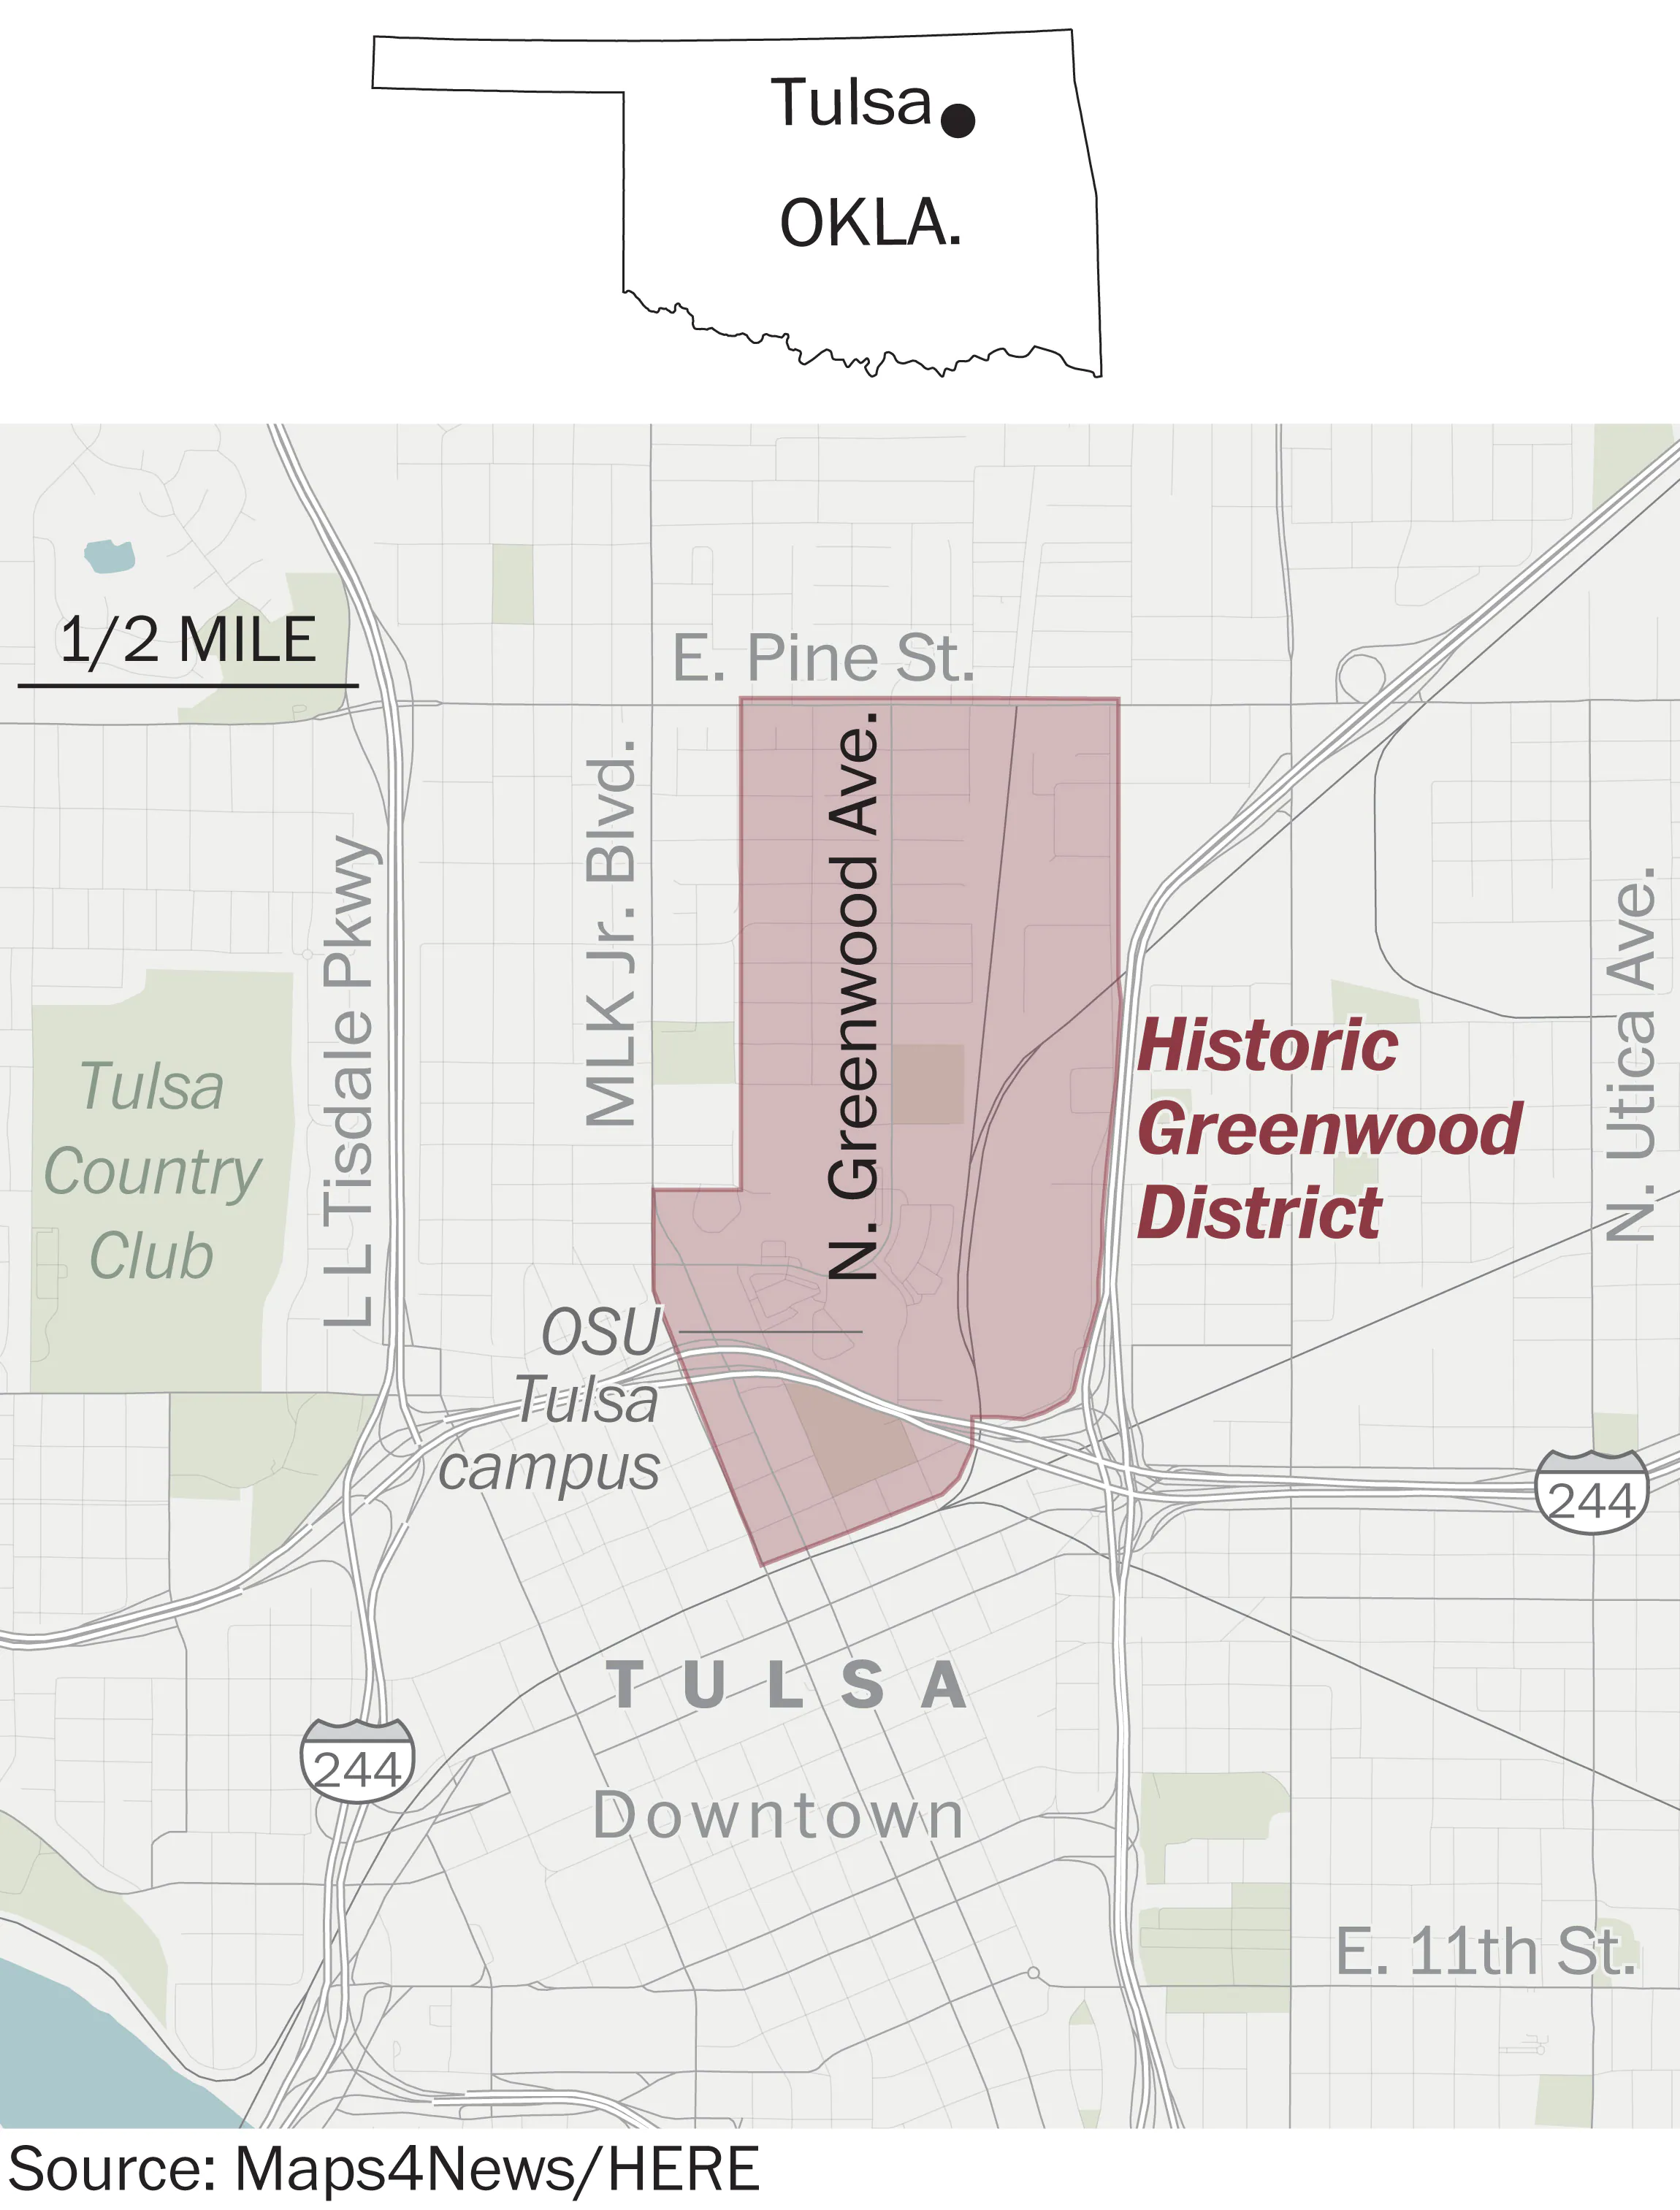 Tulsa
OKLA.
1/2 MILE
E. Pine St.
N. Greenwood Ave.
MLK Jr. Blvd.
L L Tisdale Pkwy
N. Utica Ave.
Historic
Greenwood
District
Tulsa
Country
Club
OSU
Tulsa
campus
244
TULSA
244
Downtown
E. 11th St.
Source: Maps4News/HERE